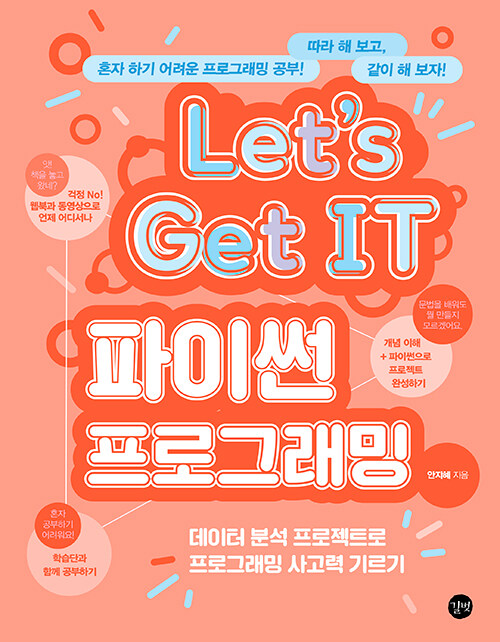 따라 해 보고,
혼자 하기 어려운 프로그래밍 공부!
같이 해 보자!
Let's
Get IT
앗!
책을 놓고
왔네?
걱정 No!
웹북과 동영상으로
언제 어디서나
문법을 배워도
뭘 만들지
모르겠어요.
개념 이해
+ 파이썬으로
프로젝트
완성하기
파이썬
프로그래밍
안지혜 지음
혼자
공부하기
어려워요!
학습단과
함께 공부하기
데이터 분석 프로젝트로
프로그래밍 사고력 기르기
길벗